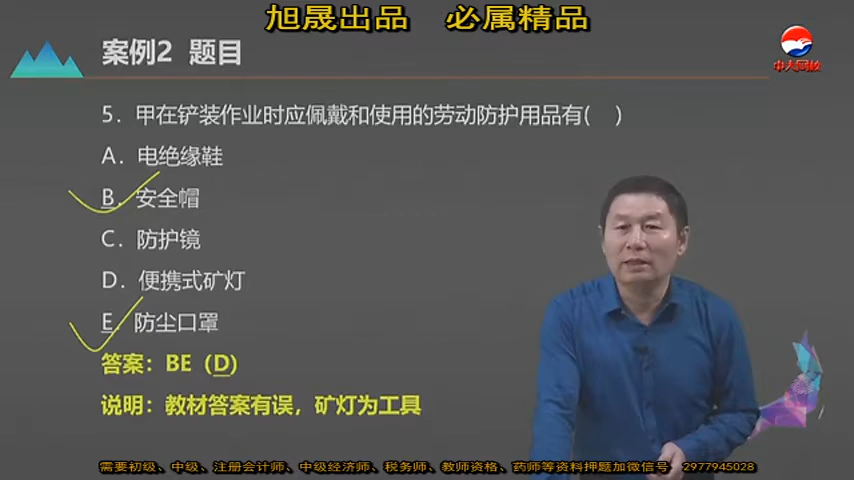 旭晟出品 必属精品
案例2 题目
中大网校
5. 甲在铲装作业时应佩戴和使用的劳动防护用品有( )
A. 电绝缘鞋
B. 安全帽
C. 防护镜
D. 便携式矿灯
E. 防尘口罩
答案：BE（D）
说明：教材答案有误，矿灯为工具
需要初级、中级、注册会计师、中级经济师、税务师、教师资格、药师等资料押题加微信号：2977945028